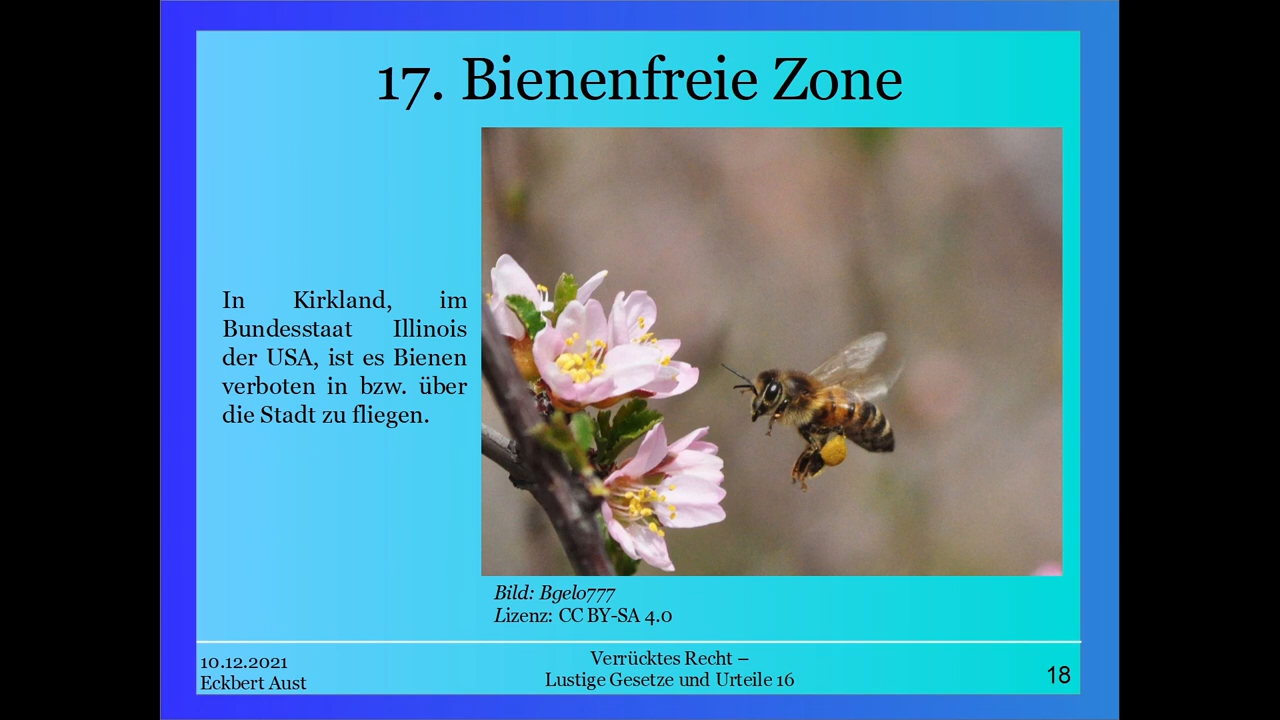 17. Bienenfreie Zone
In Kirkland, im
Bundesstaat Illinois
der USA, ist es Bienen
verboten in bzw. über
die Stadt zu fliegen.
Bild: Bgelo777
Lizenz: CC BY-SA 4.0
10.12.2021
Eckbert Aust
Verrücktes Recht –
Lustige Gesetze und Urteile 16
18